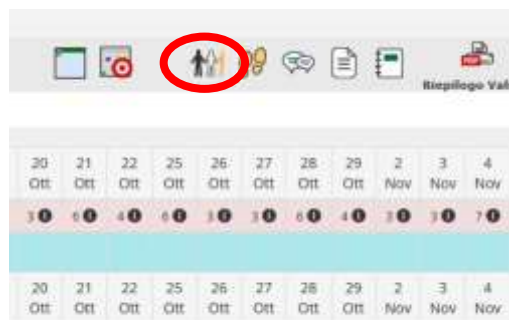 PDF
Riepilogo Val
20 21 22 25 26 27 28 29 2 3 4
Ott Ott Ott Ott Ott Ott Ott Ott Nov Nov Nov
3 6 4 6 3 3 6 4 3 3 7
20 21 22 25 26 27 28 29 2 3 4
Ott Ott Ott Ott Ott Ott Ott Ott Nov Nov Nov